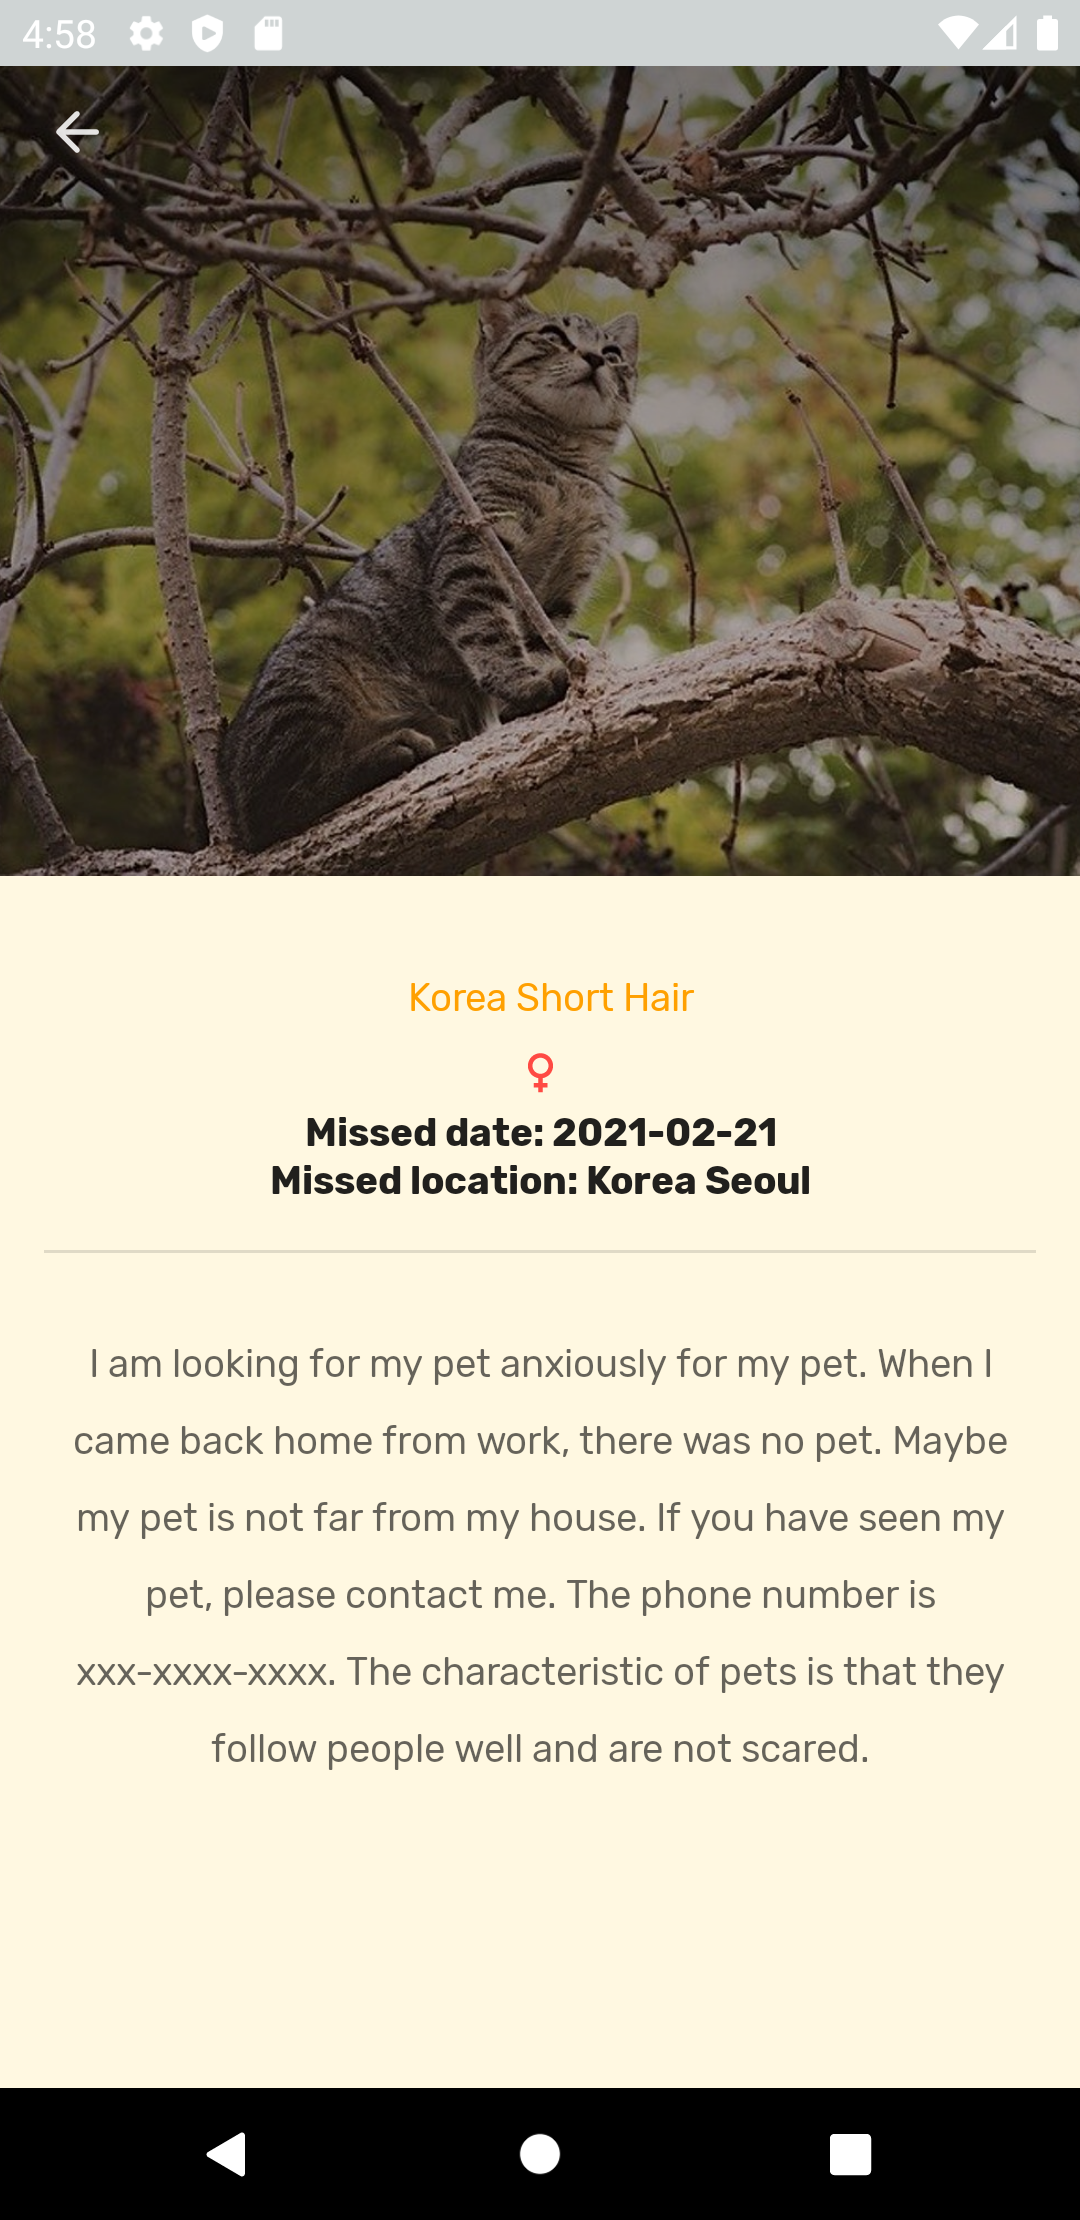 4:58
Korea Short Hair
Missed date: 2021-02-21
Missed location: Korea Seoul
I am looking for my pet anxiously for my pet. When I
came back home from work, there was no pet. Maybe
my pet is not far from my house. If you have seen my
pet, please contact me. The phone number is
xxx-xxxx-xxxx. The characteristic of pets is that they
follow people well and are not scared.